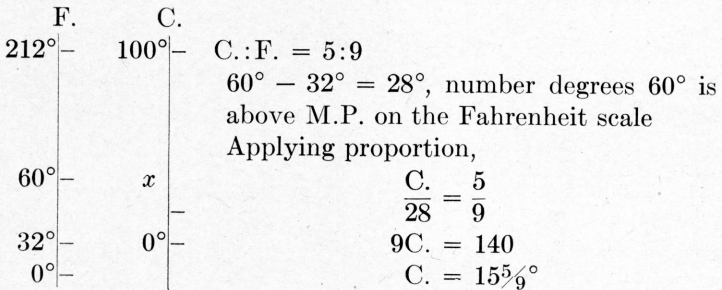 F. C.
212° 100° C.:F. = 5:9
60° − 32° = 28°, number degrees 60° is
above M.P. on the Fahrenheit scale
Applying proportion,
60° x C./28 = 5/9
32° 0° 9C. = 140
0° C. = 15 5/9°